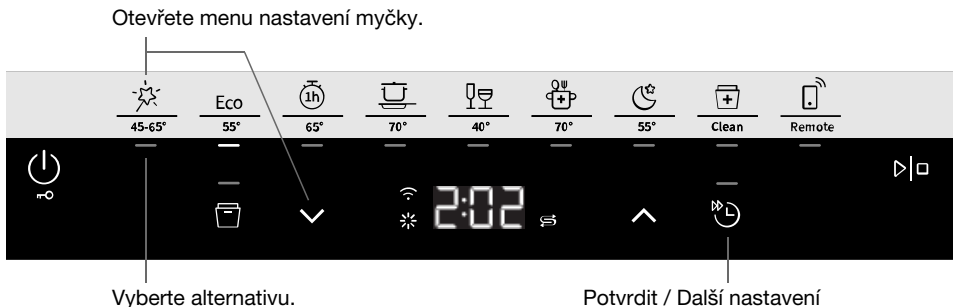 Otevřete menu nastavení myčky.
1h
Eco
45-65° 55° 65° 70° 40° 70° 55° Clean Remote
2:02
Vyberte alternativu. Potvrdit / Další nastavení